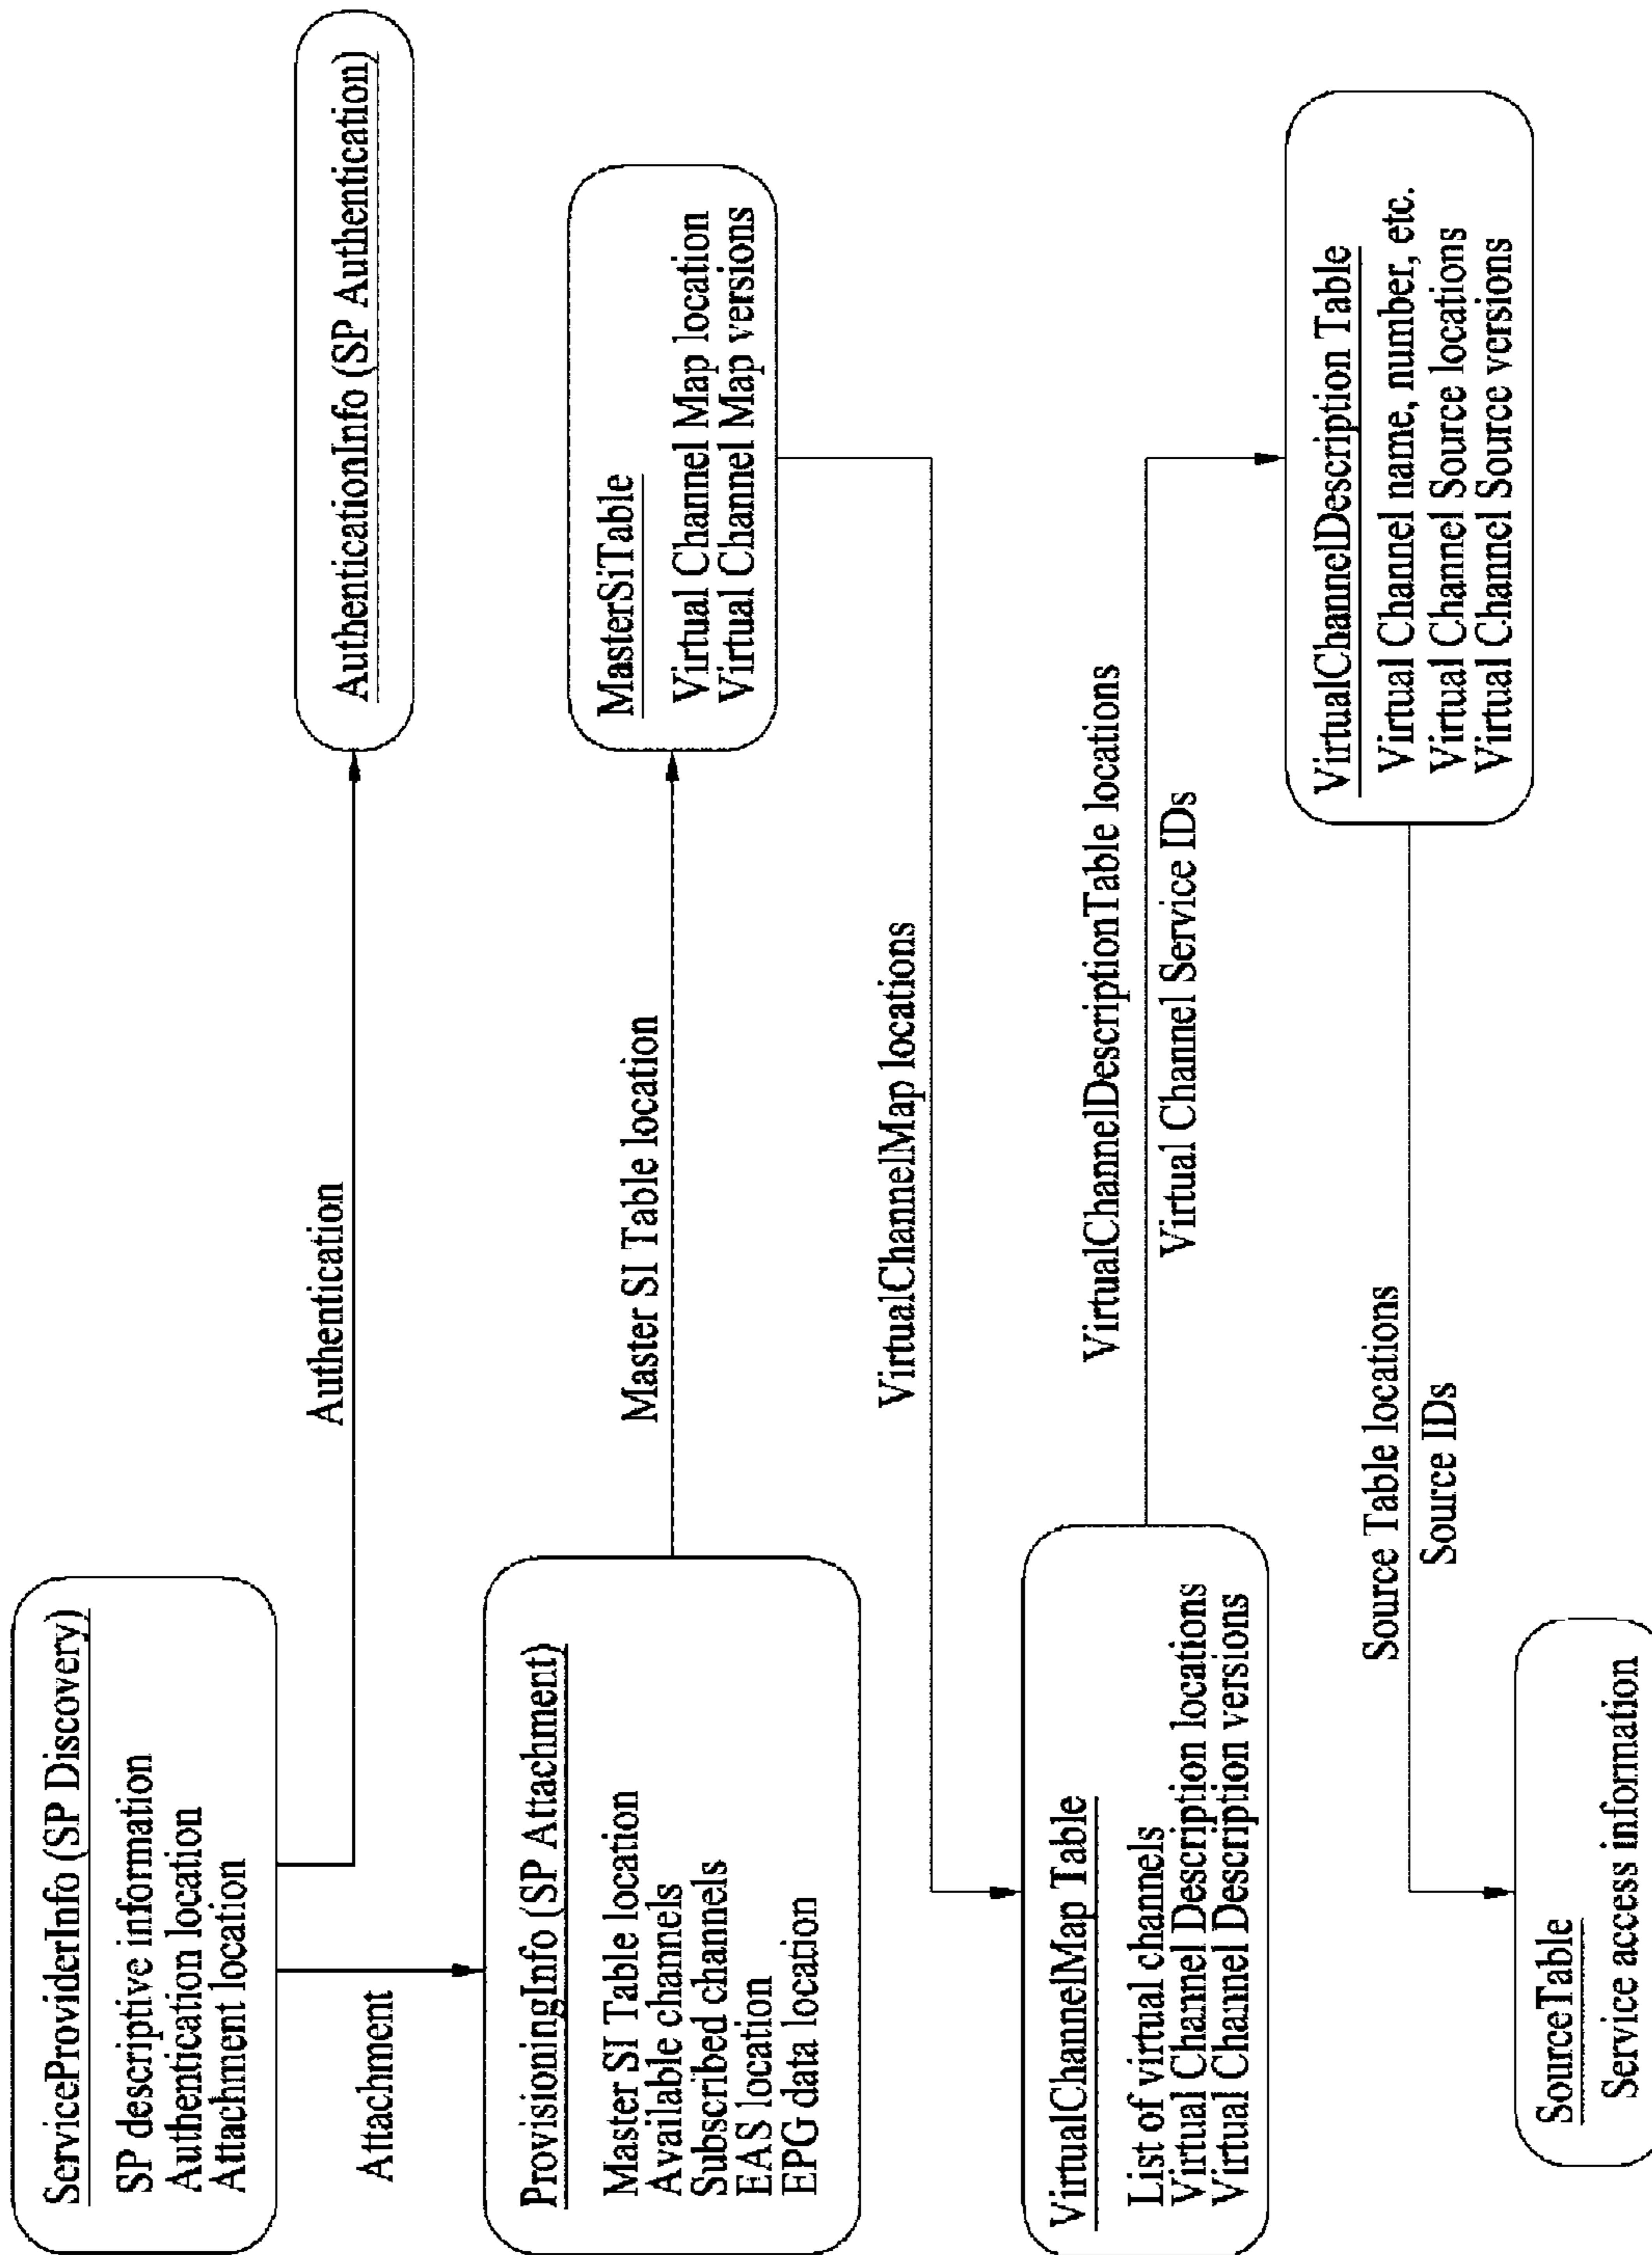 ServiceProviderInfo (SP Discovery)
SP descriptive information
Authentication location
Attachment location
Authentication
AuthenticationInfo (SP Authentication)
Attachment
ProvisioningInfo (SP Attachment)
Master SI Table location
Available channels
Subscribed channels
EAS location
EPG data location
Master SI Table location
MasterSiTable
Virtual Channel Map location
Virtual Channel Map versions
VirtualChannelMap locations
VirtualChannelMap Table
List of virtual channels
Virtual Channel Description locations
Virtual Channel Description versions
VirtualChannelDescriptionTable locations
Virtual Channel Service IDs
VirtualChannelDescription Table
Virtual Channel name, number, etc.
Virtual Channel Source locations
Virtual Channel Source versions
Source Table locations
Source IDs
SourceTable
Service access information